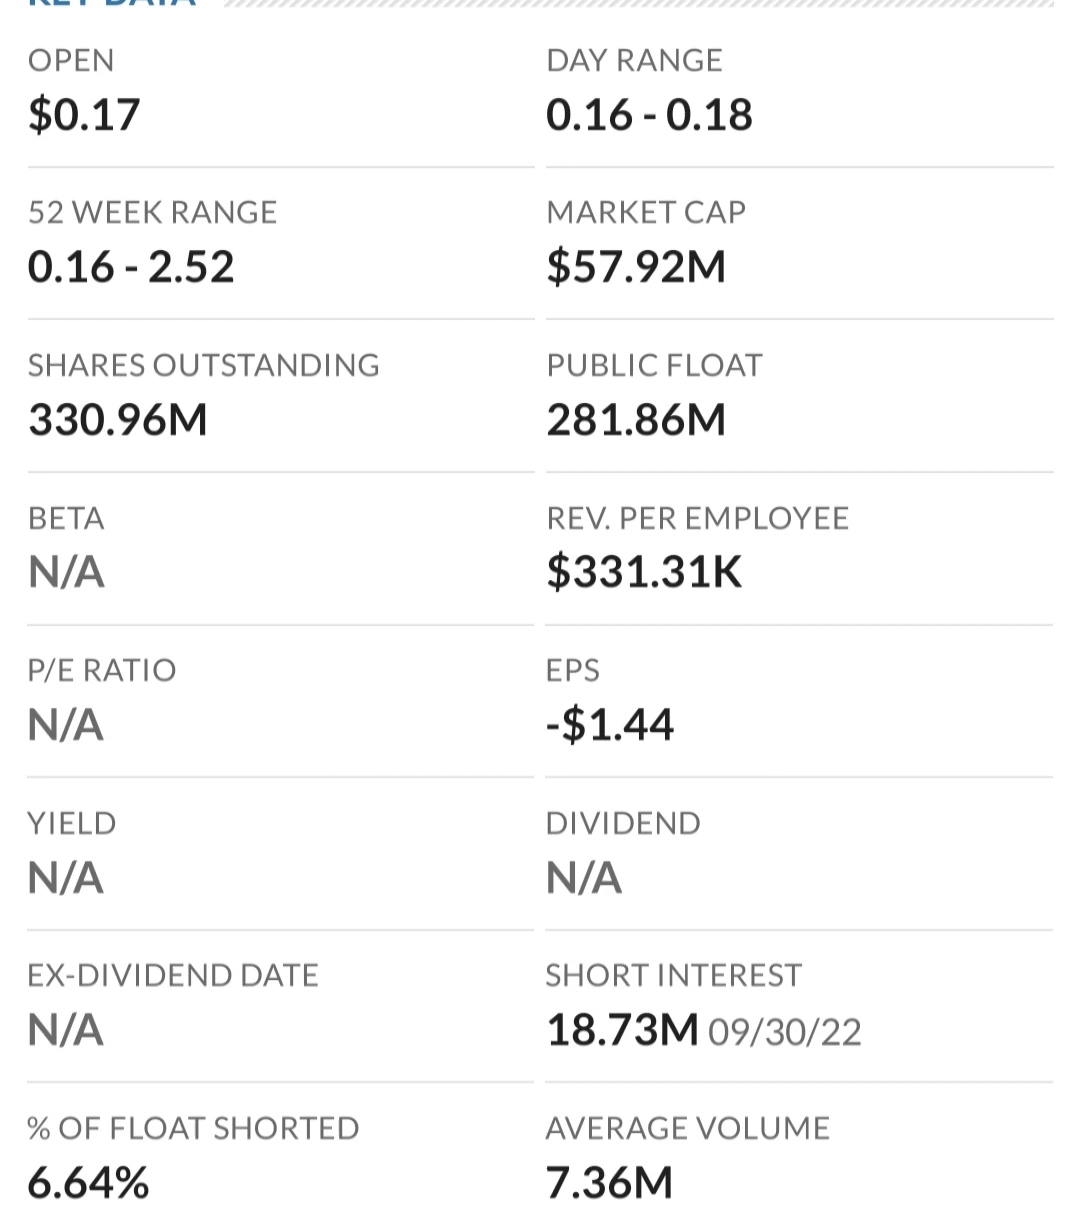 KEY DATA
OPEN
$0.17
DAY RANGE
0.16 - 0.18
52 WEEK RANGE
0.16 - 2.52
MARKET CAP
$57.92M
SHARES OUTSTANDING
330.96M
PUBLIC FLOAT
281.86M
BETA
N/A
REV. PER EMPLOYEE
$331.31K
P/E RATIO
N/A
EPS
-$1.44
YIELD
N/A
DIVIDEND
N/A
EX-DIVIDEND DATE
N/A
SHORT INTEREST
18.73M 09/30/22
% OF FLOAT SHORTED
6.64%
AVERAGE VOLUME
7.36M